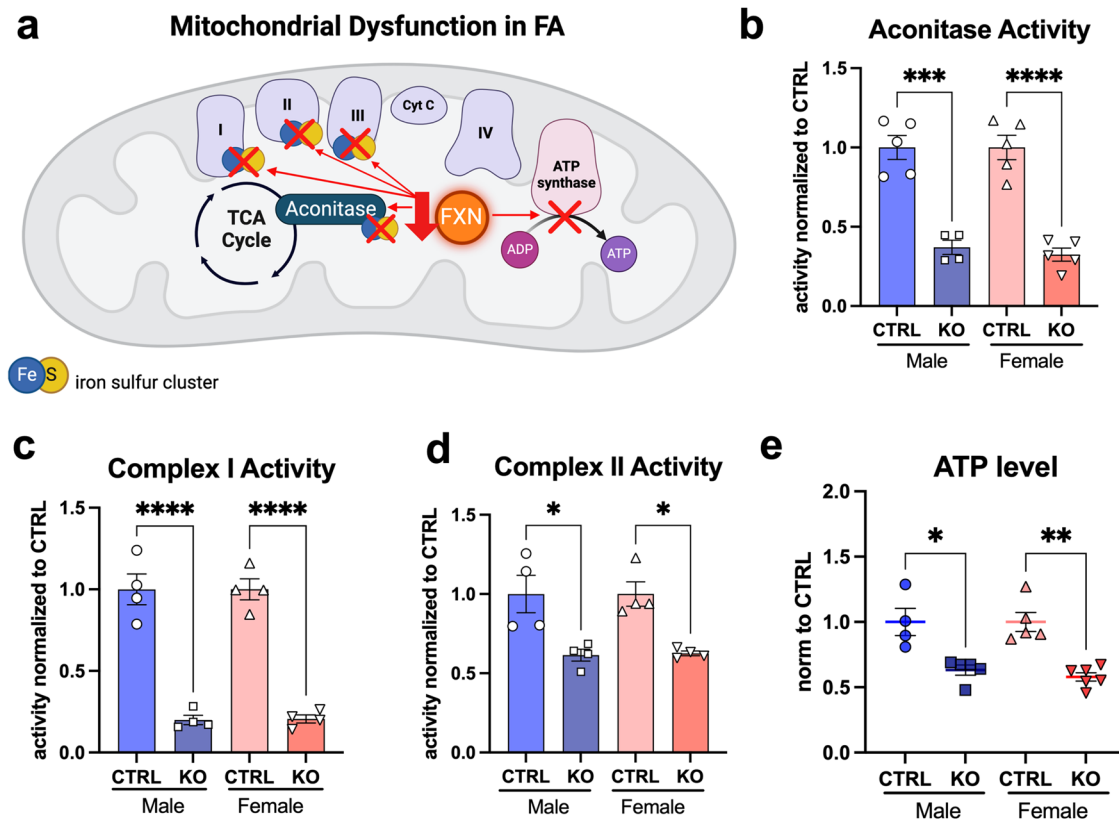 a
Mitochondrial Dysfunction in FA
I
II
III
Cyt C
IV
ATP
synthase
TCA
Cycle
Aconitase
FXN
ADP
ATP
Fe
S
iron sulfur cluster
b
Aconitase Activity
activity normalized to CTRL
1.5
1.0
0.5
0.0
***
****
CTRL
KO
CTRL
KO
Male
Female
c
Complex I Activity
activity normalized to CTRL
1.5
1.0
0.5
0.0
****
****
CTRL
KO
CTRL
KO
Male
Female
d
Complex II Activity
activity normalized to CTRL
1.5
1.0
0.5
0.0
*
*
CTRL
KO
CTRL
KO
Male
Female
e
ATP level
norm to CTRL
2.0
1.5
1.0
0.5
0.0
*
**
CTRL
KO
CTRL
KO
Male
Female